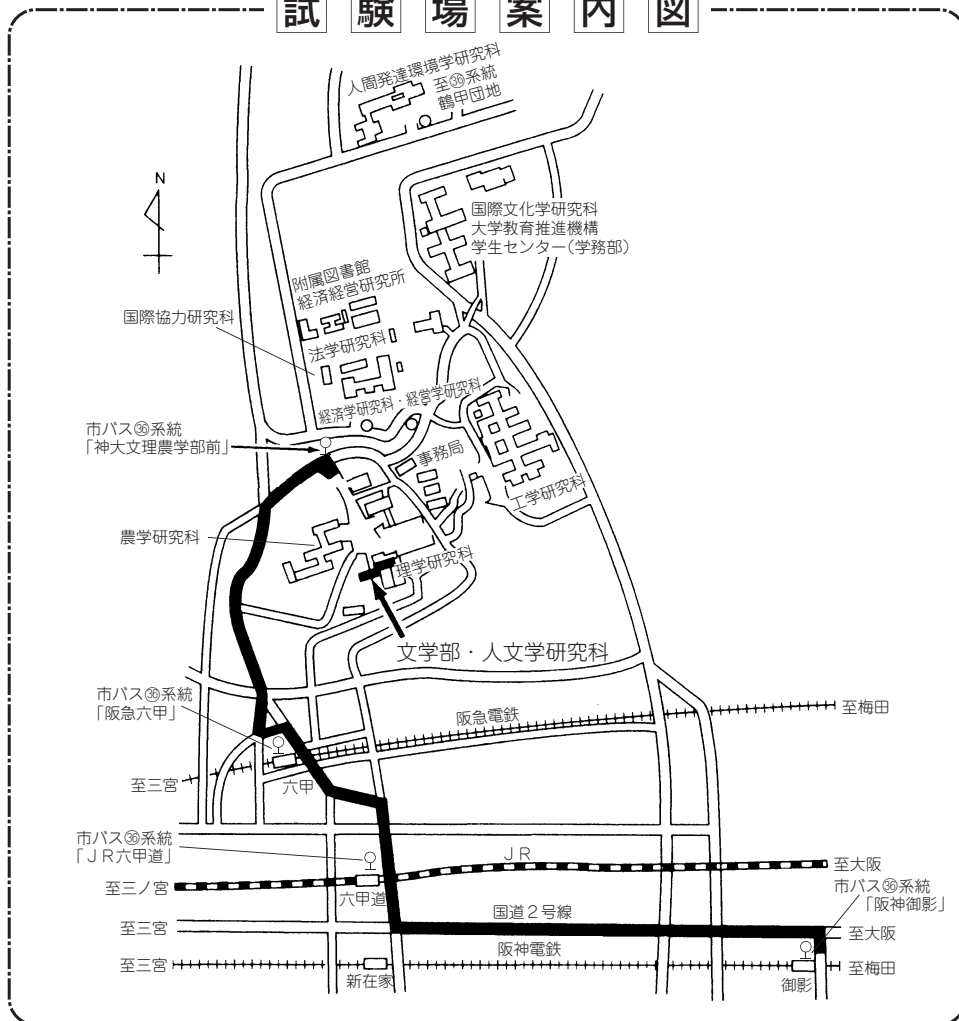 試験場案内図
人間発達環境学研究科
至㊱系統
鶴甲団地
N
国際文化学研究科
大学教育推進機構
学生センター(学務部)
附属図書館
経済経営研究所
国際協力研究科
法学研究科
経済学研究科・経営学研究科
市バス㊱系統
「神大文理農学部前」
事務局
工学研究科
農学研究科
理学研究科
文学部・人文学研究科
市バス㊱系統
「阪急六甲」
阪急電鉄
至梅田
至三宮
六甲
市バス㊱系統
「JR六甲道」
JR
至大阪
至三ノ宮
六甲道
市バス㊱系統
「阪神御影」
国道2号線
至三宮
至大阪
阪神電鉄
至三宮
新在家
御影
至梅田